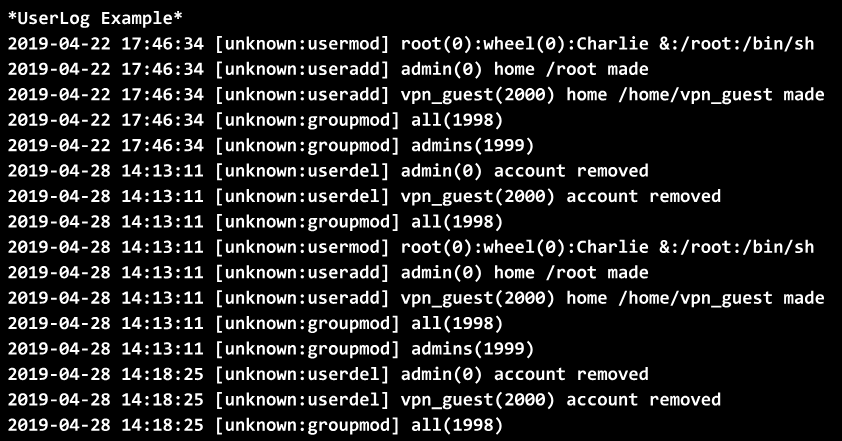 *UserLog Example*
2019-04-22 17:46:34 [unknown:usermod] root(0):wheel(0):Charlie &:/root:/bin/sh
2019-04-22 17:46:34 [unknown:useradd] admin(0) home /root made
2019-04-22 17:46:34 [unknown:useradd] vpn_guest(2000) home /home/vpn_guest made
2019-04-22 17:46:34 [unknown:groupmod] all(1998)
2019-04-22 17:46:34 [unknown:groupmod] admins(1999)
2019-04-28 14:13:11 [unknown:userdel] admin(0) account removed
2019-04-28 14:13:11 [unknown:userdel] vpn_guest(2000) account removed
2019-04-28 14:13:11 [unknown:groupmod] all(1998)
2019-04-28 14:13:11 [unknown:usermod] root(0):wheel(0):Charlie &:/root:/bin/sh
2019-04-28 14:13:11 [unknown:useradd] admin(0) home /root made
2019-04-28 14:13:11 [unknown:useradd] vpn_guest(2000) home /home/vpn_guest made
2019-04-28 14:13:11 [unknown:groupmod] all(1998)
2019-04-28 14:13:11 [unknown:groupmod] admins(1999)
2019-04-28 14:18:25 [unknown:userdel] admin(0) account removed
2019-04-28 14:18:25 [unknown:userdel] vpn_guest(2000) account removed
2019-04-28 14:18:25 [unknown:groupmod] all(1998)